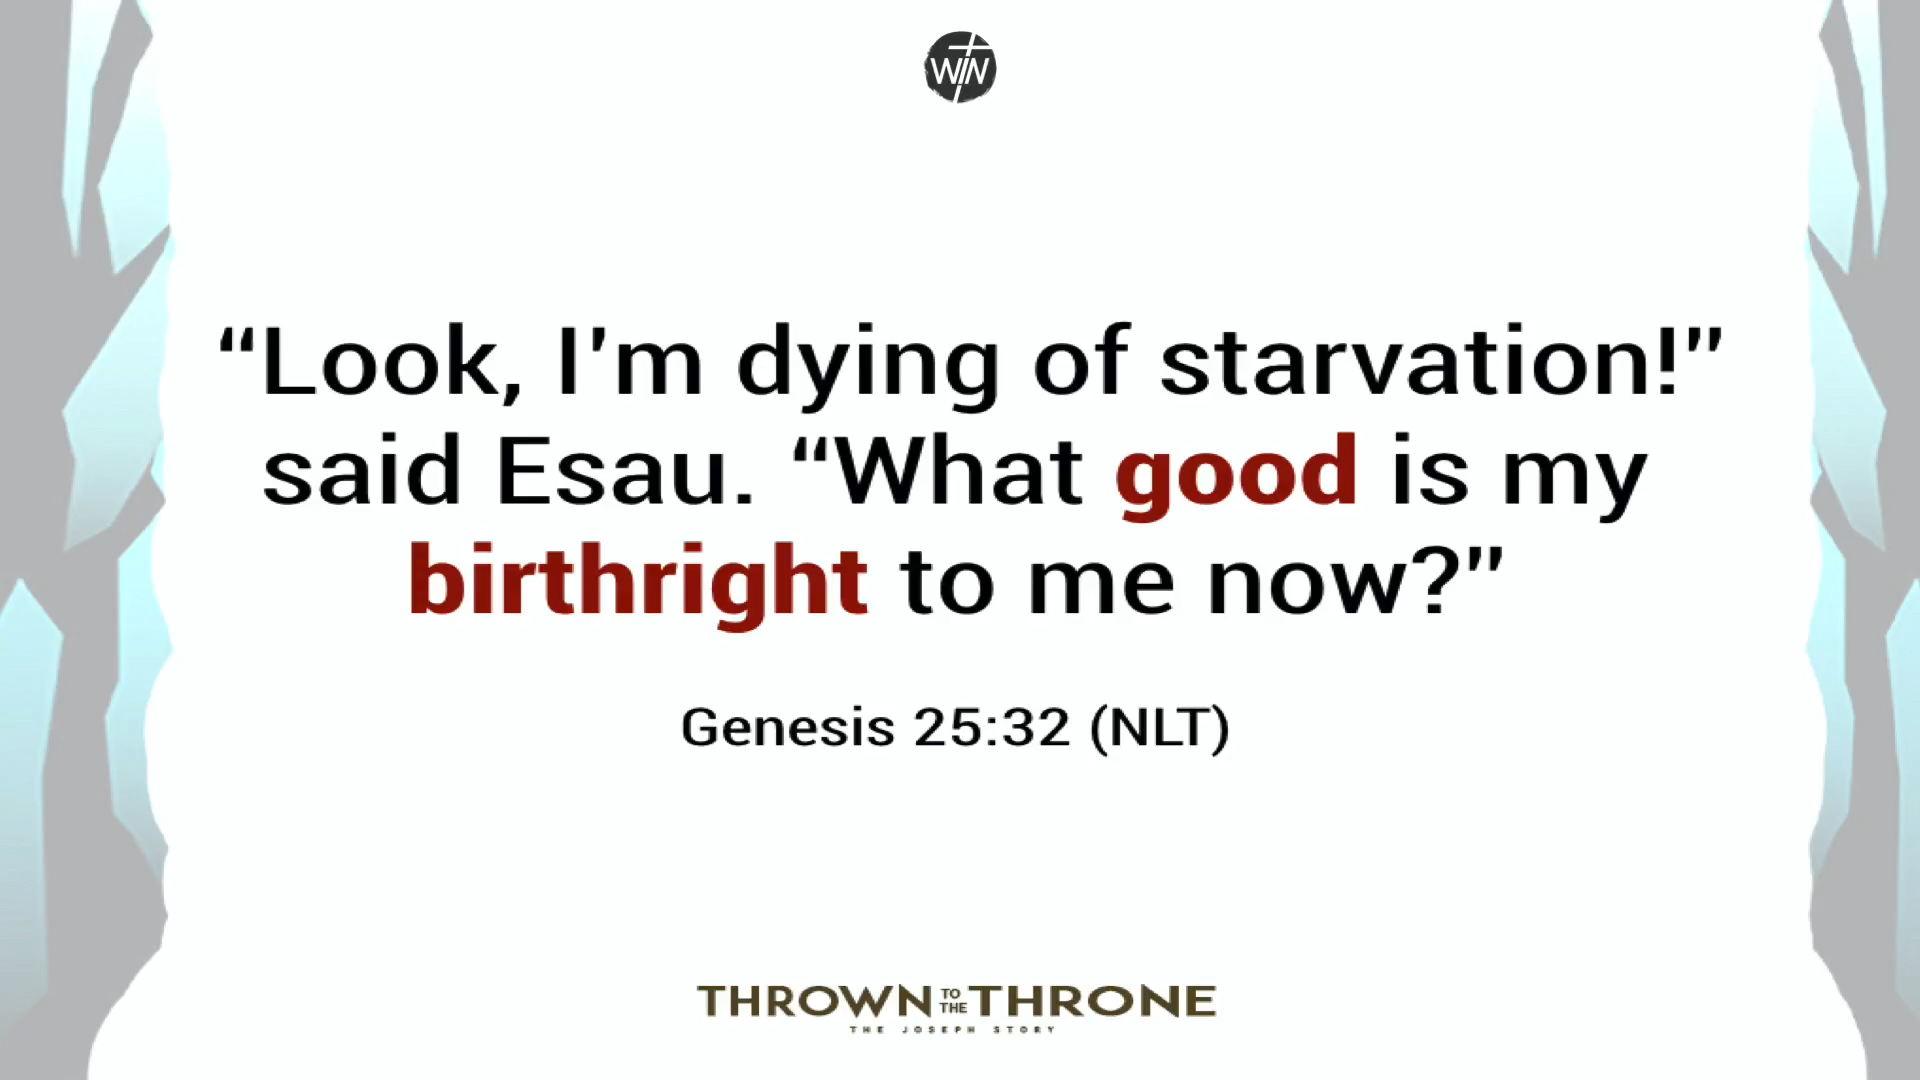 WIN
“Look, I'm dying of starvation!”
said Esau. “What good is my
birthright to me now?”
Genesis 25:32 (NLT)
THROWN TO THE THRONE
THE JOSEPH STORY